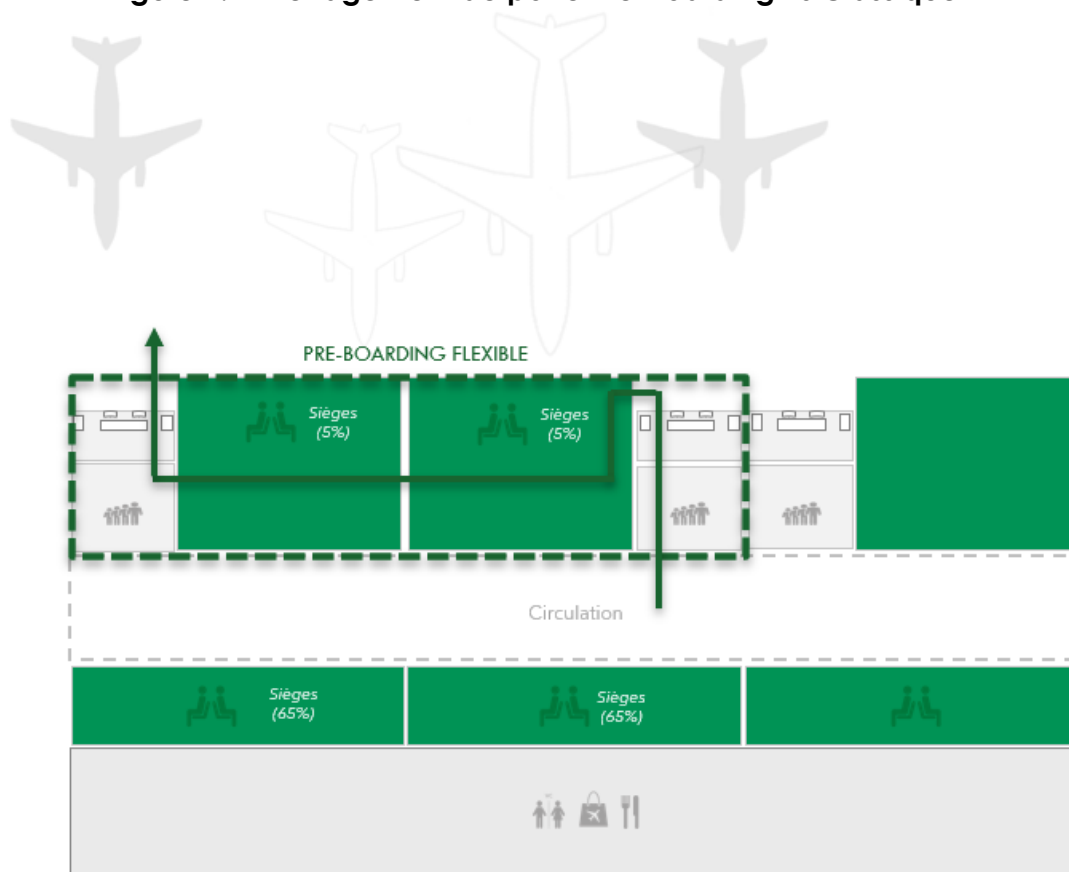 PRE-BOARDING FLEXIBLE
Sièges
(5%)
Sièges
(5%)
Circulation
Sièges
(65%)
Sièges
(65%)